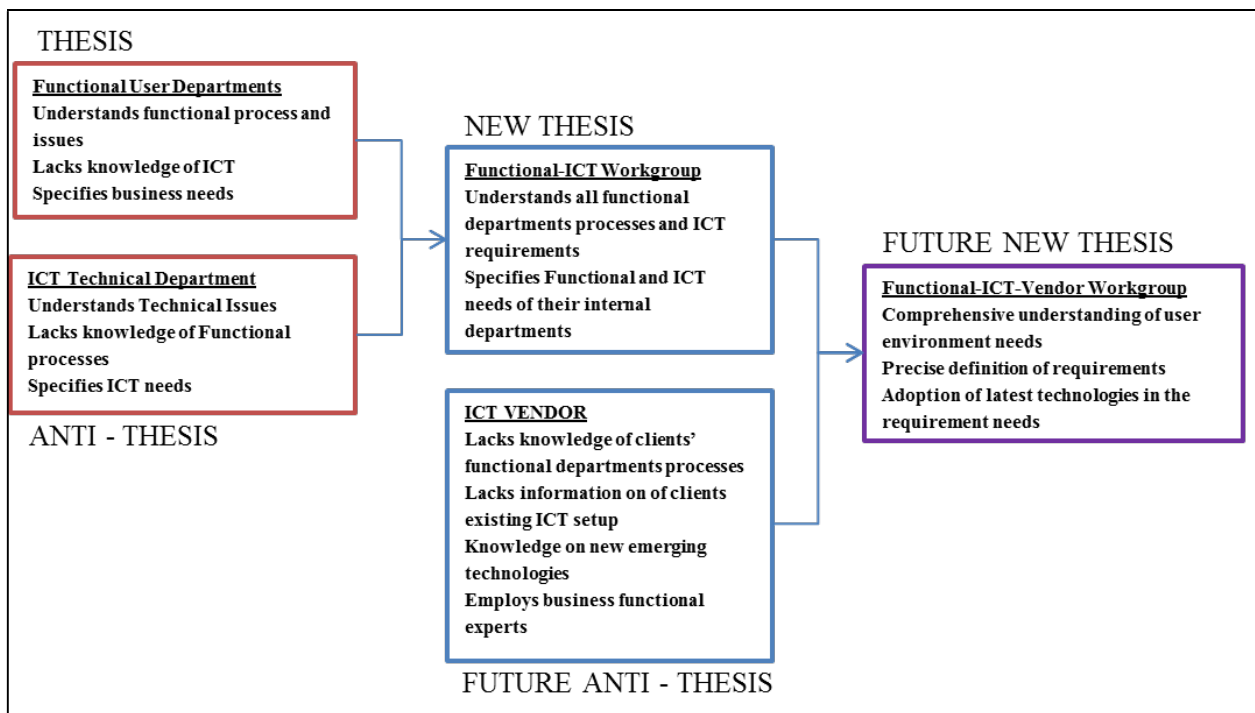 THESIS
Functional User Departments
Understands functional process and
issues
Lacks knowledge of ICT
Specifies business needs
ICT Technical Department
Understands Technical Issues
Lacks knowledge of Functional
processes
Specifies ICT needs
ANTI - THESIS
NEW THESIS
Functional-ICT Workgroup
Understands all functional
departments processes and ICT
requirements
Specifies Functional and ICT
needs of their internal
departments
ICT VENDOR
Lacks knowledge of clients’
functional departments processes
Lacks information on of clients
existing ICT setup
Knowledge on new emerging
technologies
Employs business functional
experts
FUTURE ANTI - THESIS
FUTURE NEW THESIS
Functional-ICT-Vendor Workgroup
Comprehensive understanding of user
environment needs
Precise definition of requirements
Adoption of latest technologies in the
requirement needs